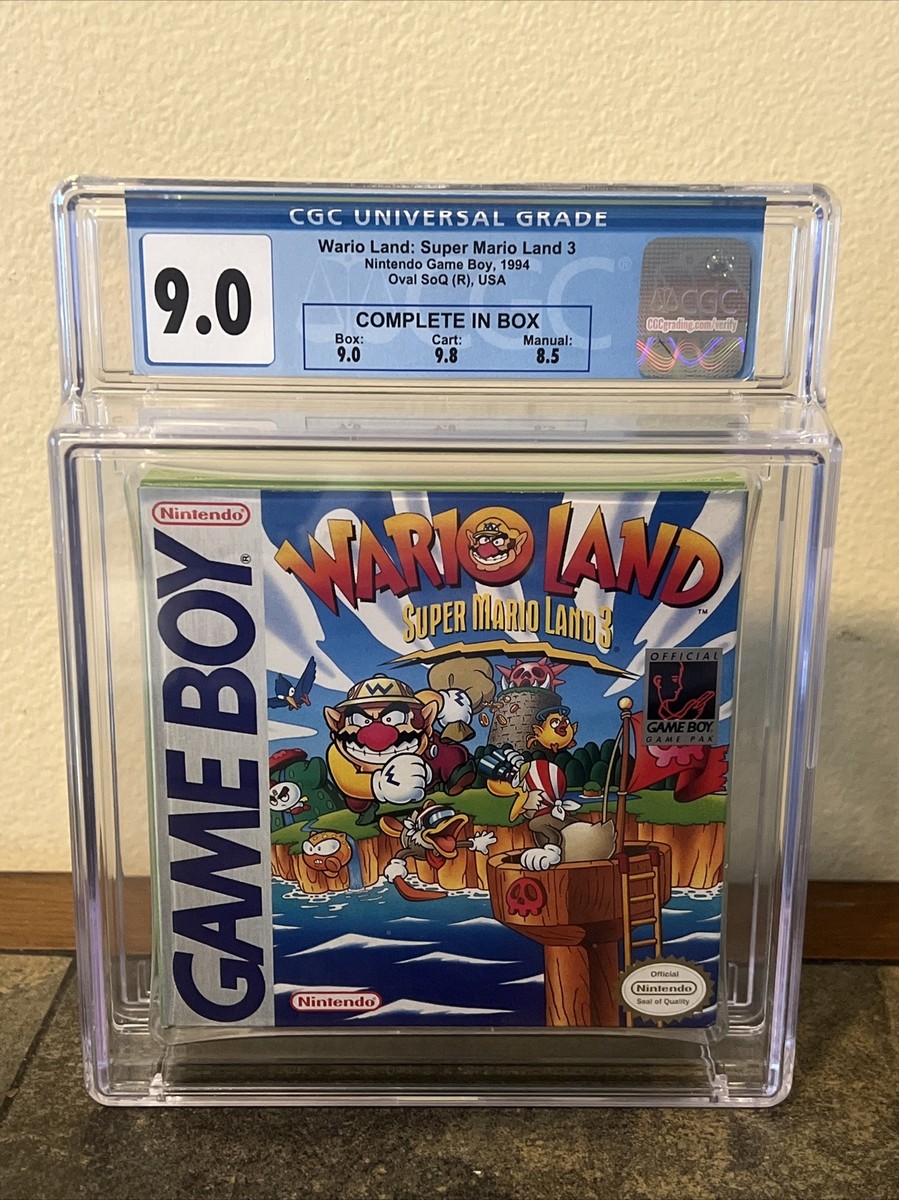 CGC UNIVERSAL GRADE
9.0
Wario Land: Super Mario Land 3
Nintendo Game Boy, 1994
Oval SoQ (R), USA
COMPLETE IN BOX
Box: Cart: Manual:
9.0 9.8 8.5
CGC®
CGC
CGCgrading.com/verify
Nintendo®
GAME BOY®
WARIO LAND™
SUPER MARIO LAND 3
W
OFFICIAL
GAME BOY
GAME PAK
Nintendo®
Official
Nintendo
Seal of Quality